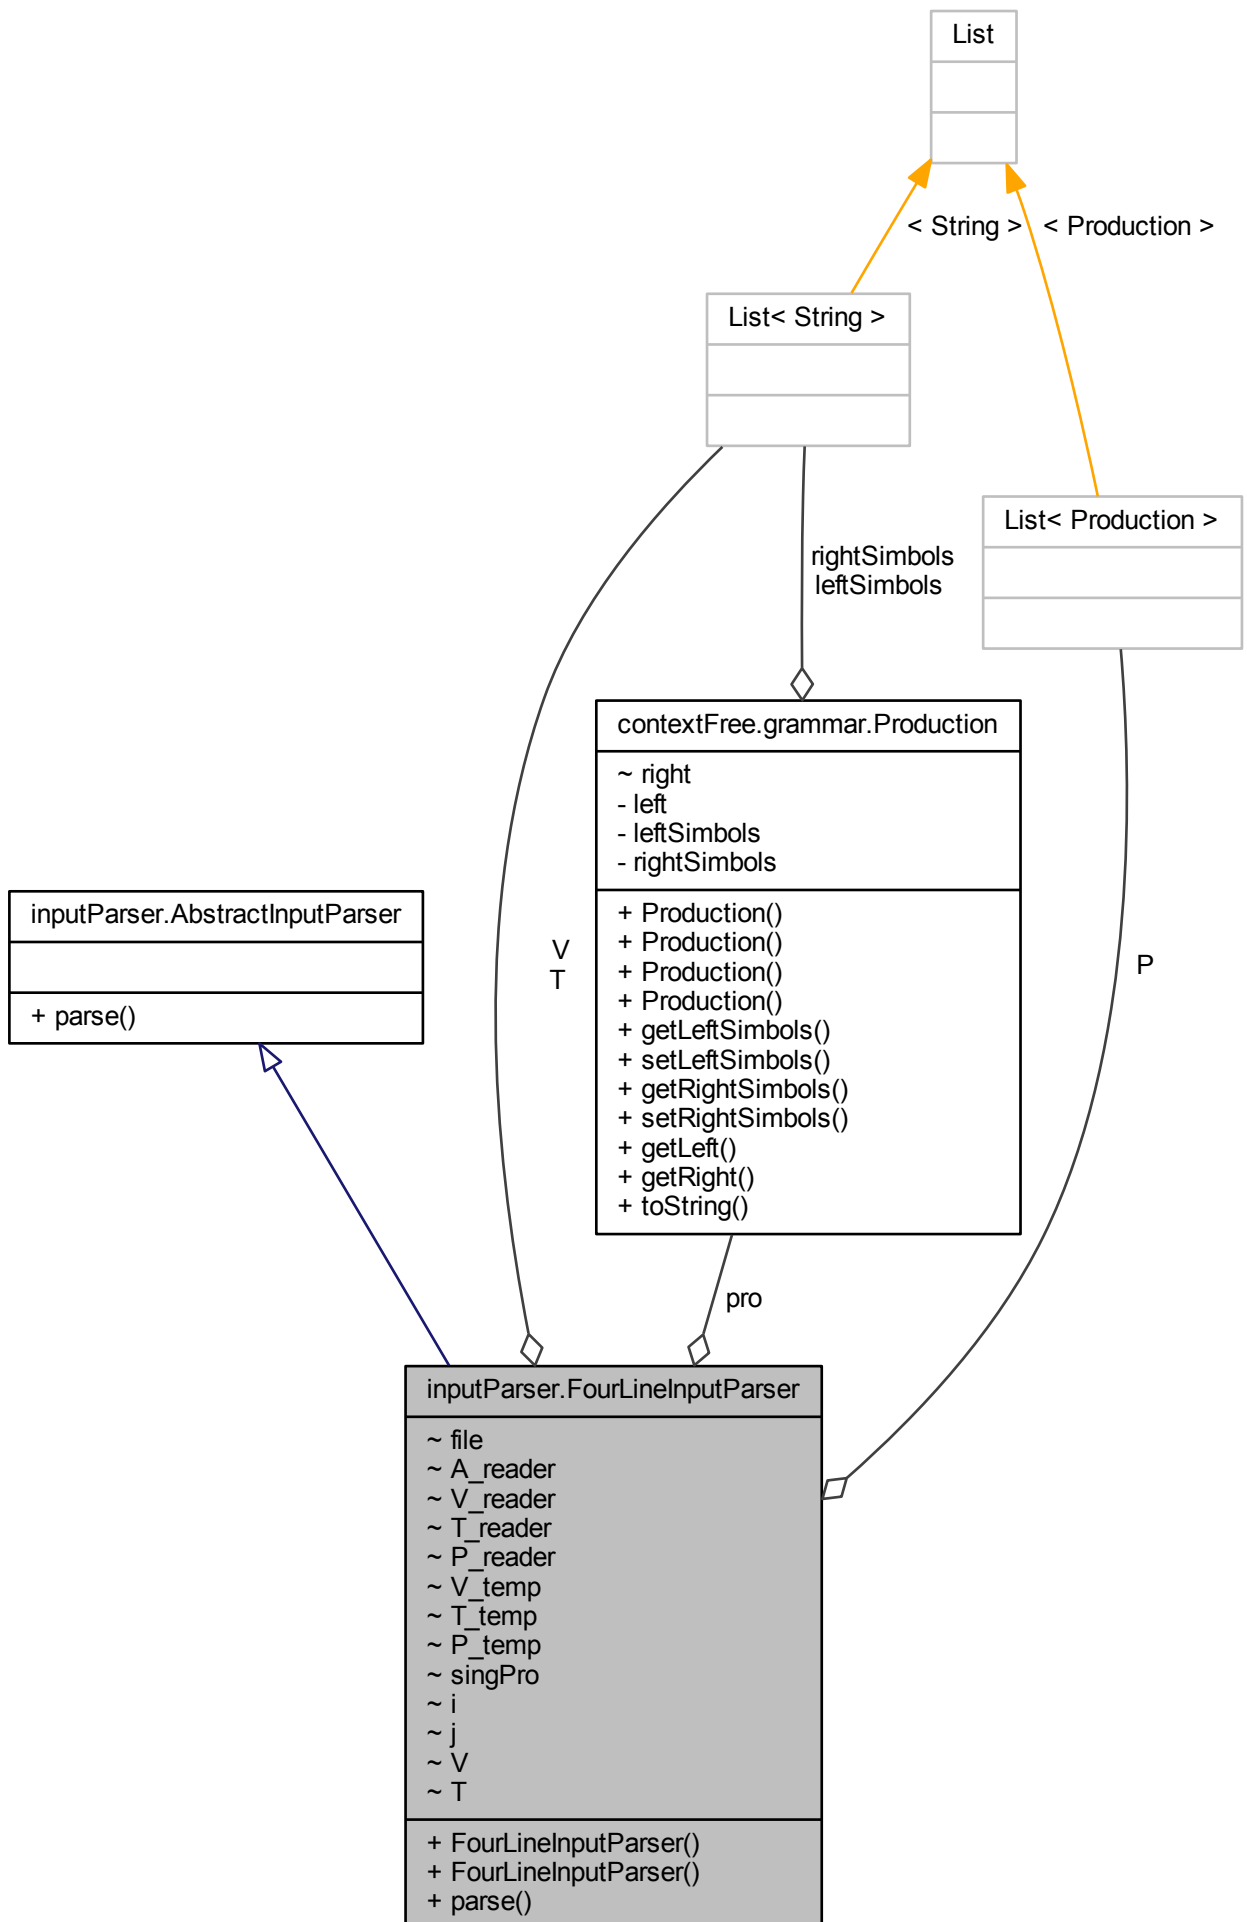 List
< String >
< Production >
List< String >
List< Production >
rightSimbols
leftSimbols
contextFree.grammar.Production
~ right
- left
- leftSimbols
- rightSimbols
+ Production()
+ Production()
+ Production()
+ Production()
+ getLeftSimbols()
+ setLeftSimbols()
+ getRightSimbols()
+ setRightSimbols()
+ getLeft()
+ getRight()
+ toString()
inputParser.AbstractInputParser
+ parse()
V
T
P
pro
inputParser.FourLineInputParser
~ file
~ A_reader
~ V_reader
~ T_reader
~ P_reader
~ V_temp
~ T_temp
~ P_temp
~ singPro
~ i
~ j
~ V
~ T
+ FourLineInputParser()
+ FourLineInputParser()
+ parse()